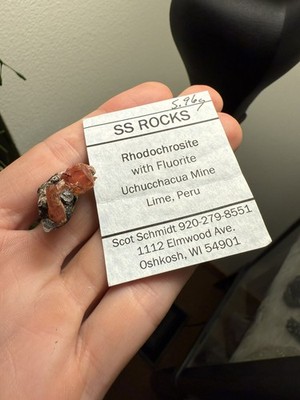 5.96g
SS ROCKS
Rhodochrosite
with Fluorite
Uchucchacua Mine
Lime, Peru
Scot Schmidt 920-279-8551
1112 Elmwood Ave.
Oshkosh, WI 54901